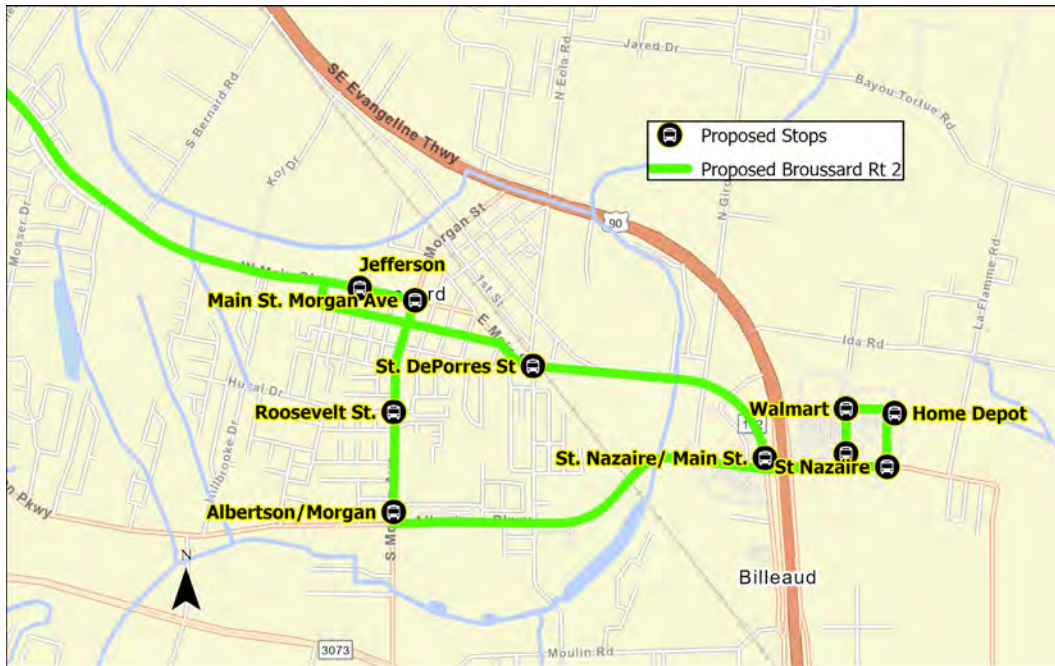 Jared Dr
N Eola Rd
SE Evangeline Thwy
S Bernard Rd
Bayou Tortue Rd
Proposed Stops
Proposed Broussard Rt 2
Kol Dr
Mosser Dr
Morgan St
90
La Flamme Rd
Jefferson
W Main St
Main St. Morgan Ave
1st St
Ida Rd
St. DePorres St
Roosevelt St.
Walmart
Home Depot
St. Nazaire/ Main St.
St Nazaire
Albertson/Morgan
Pkwy
N
Billeaud
3073
Moulin Rd